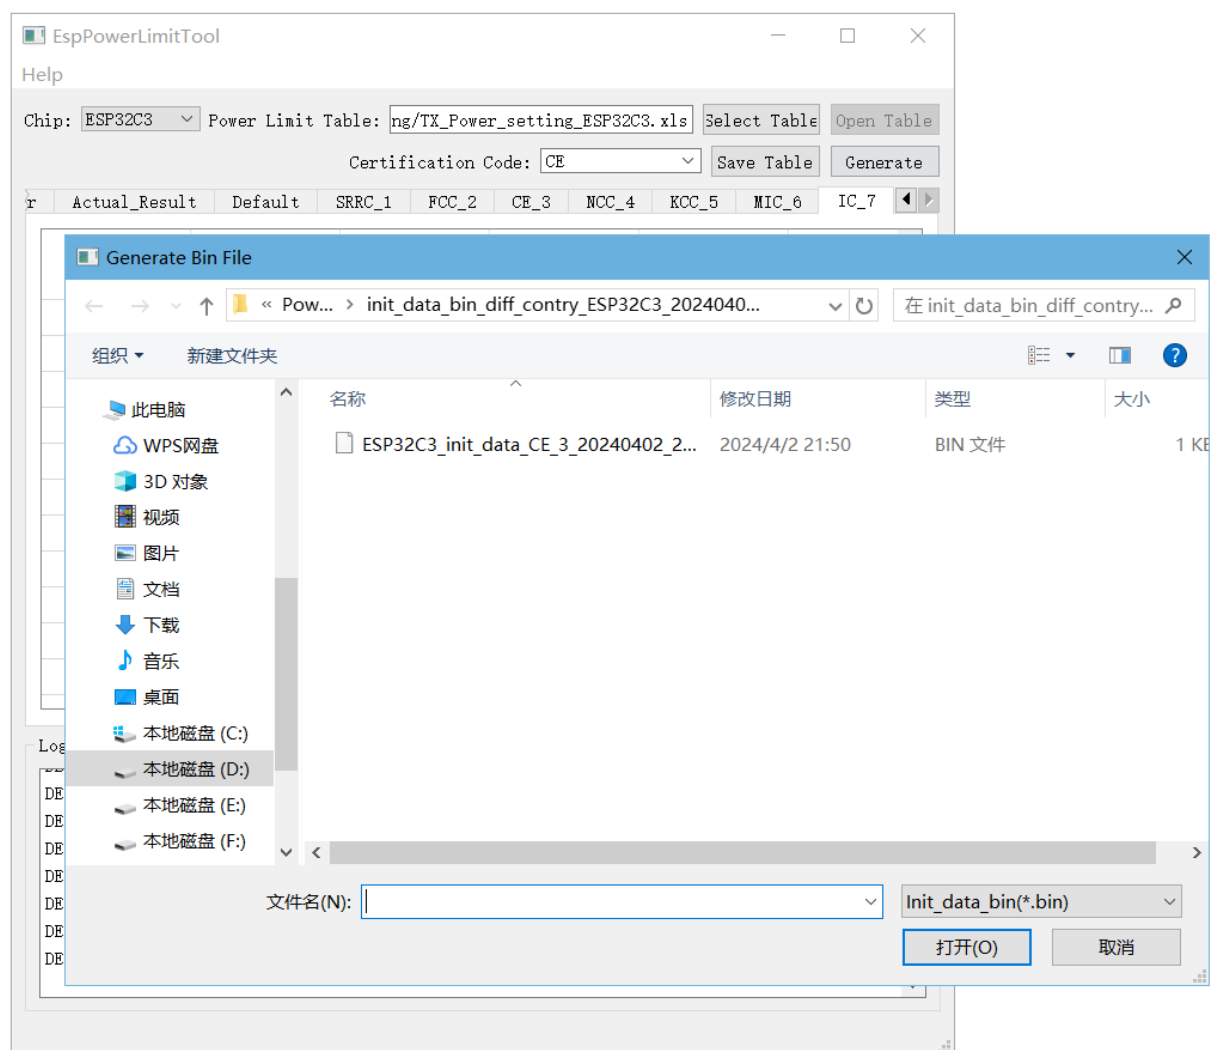 EspPowerLimitTool
Help
Chip: ESP32C3 Power Limit Table: ng/TX_Power_setting_ESP32C3.xls Select Table Open Table
Certification Code: CE Save Table Generate
r Actual_Result Default SRRC_1 FCC_2 CE_3 NCC_4 KCC_5 MIC_6 IC_7
Generate Bin File
« Pow... > init_data_bin_diff_contry_ESP32C3_2024040... 在 init_data_bin_diff_contry...
组织 新建文件夹
名称 修改日期 类型 大小
ESP32C3_init_data_CE_3_20240402_2... 2024/4/2 21:50 BIN 文件 1 KB
此电脑
WPS网盘
3D 对象
视频
图片
文档
下载
音乐
桌面
本地磁盘 (C:)
本地磁盘 (D:)
本地磁盘 (E:)
本地磁盘 (F:)
Log
DE
DE
DE
DE
DE
DE
DE
文件名(N): Init_data_bin(*.bin)
打开(O) 取消